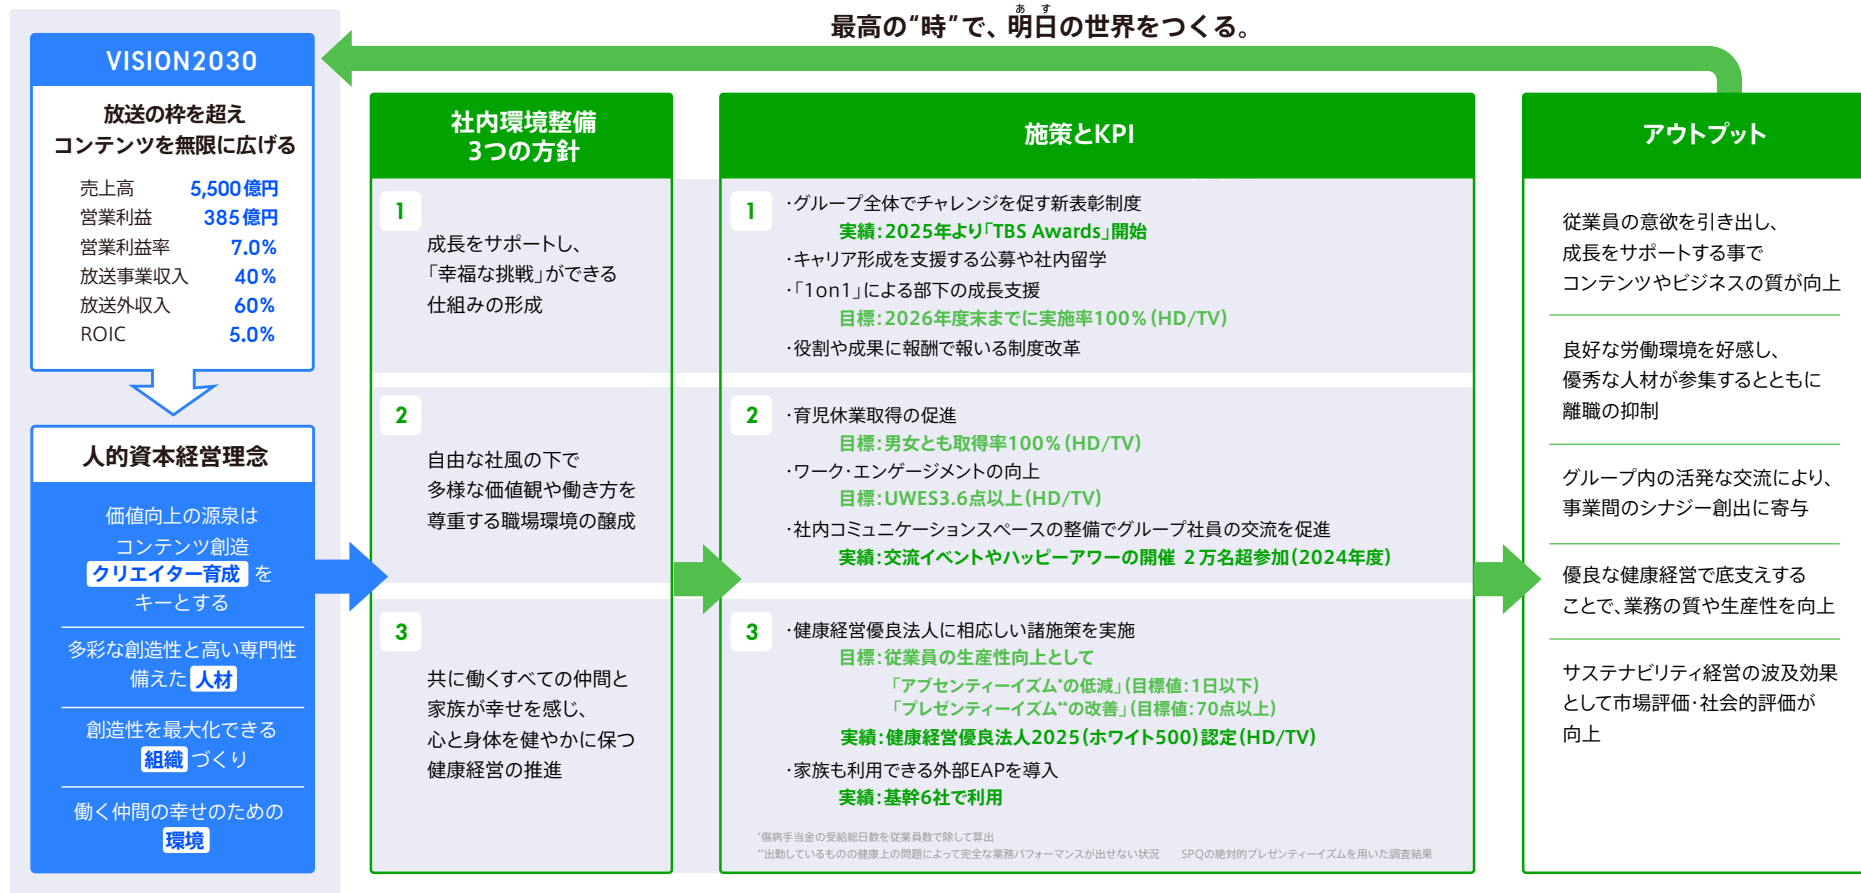 最高の“時”で、明日の世界をつくる。
あす
VISION2030
放送の枠を超え
コンテンツを無限に広げる
売上高 5,500億円
営業利益 385億円
営業利益率 7.0%
放送事業収入 40%
放送外収入 60%
ROIC 5.0%
人的資本経営理念
価値向上の源泉は
コンテンツ創造
クリエイター育成 を
キーとする
多彩な創造性と高い専門性
備えた 人材
創造性を最大化できる
組織 づくり
働く仲間の幸せのための
環境
社内環境整備
3つの方針
1
成長をサポートし、
「幸福な挑戦」ができる
仕組みの形成
2
自由な社風の下で
多様な価値観や働き方を
尊重する職場環境の醸成
3
共に働くすべての仲間と
家族が幸せを感じ、
心と身体を健やかに保つ
健康経営の推進
施策とKPI
1
・グループ全体でチャレンジを促す新表彰制度
実績：2025年より「TBS Awards」開始
・キャリア形成を支援する公募や社内留学
・「1on1」による部下の成長支援
目標：2026年度末までに実施率100%（HD/TV）
・役割や成果に報酬で報いる制度改革
2
・育児休業取得の促進
目標：男女とも取得率100%（HD/TV）
・ワーク・エンゲージメントの向上
目標：UWES3.6点以上（HD/TV）
・社内コミュニケーションスペースの整備でグループ社員の交流を促進
実績：交流イベントやハッピーアワーの開催 2万名超参加（2024年度）
3
・健康経営優良法人に相応しい諸施策を実施
目標：従業員の生産性向上として
「アブセンティーイズム*の低減」（目標値：1日以下）
「プレゼンティーイズム**の改善」（目標値：70点以上）
実績：健康経営優良法人2025（ホワイト500）認定（HD/TV）
・家族も利用できる外部EAPを導入
実績：基幹6社で利用
*傷病手当金の受給総日数を従業員数で除して算出
**出勤しているものの健康上の問題によって完全な業務パフォーマンスが出せない状況 SPQの絶対的プレゼンティーイズムを用いた調査結果
アウトプット
従業員の意欲を引き出し、
成長をサポートする事で
コンテンツやビジネスの質が向上
良好な労働環境を好感し、
優秀な人材が参集するとともに
離職の抑制
グループ内の活発な交流により、
事業間のシナジー創出に寄与
優良な健康経営で底支えする
ことで、業務の質や生産性を向上
サステナビリティ経営の波及効果
として市場評価・社会的評価が
向上